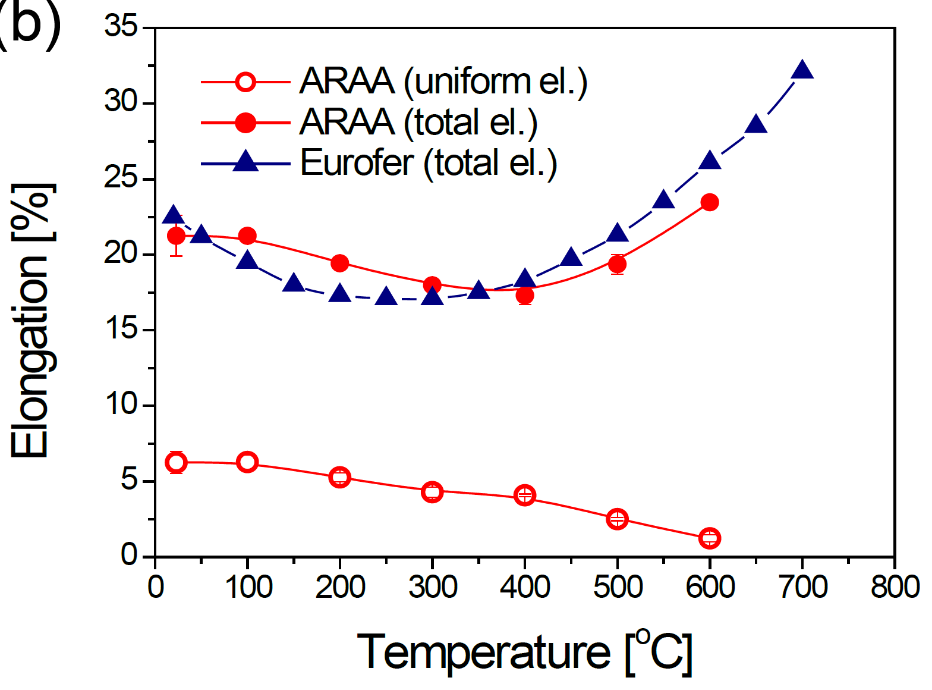 (b)
35
30
25
20
15
10
5
0
ARAA (uniform el.)
ARAA (total el.)
Eurofer (total el.)
Elongation [%]
0 100 200 300 400 500 600 700 800
Temperature [°C]